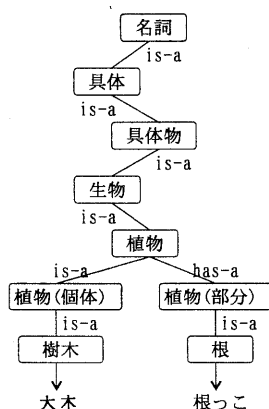 名詞
is-a
具体
is-a
具体物
is-a
生物
is-a
植物
is-a has-a
植物(個体) 植物(部分)
is-a is-a
樹木 根
大木 根っこ